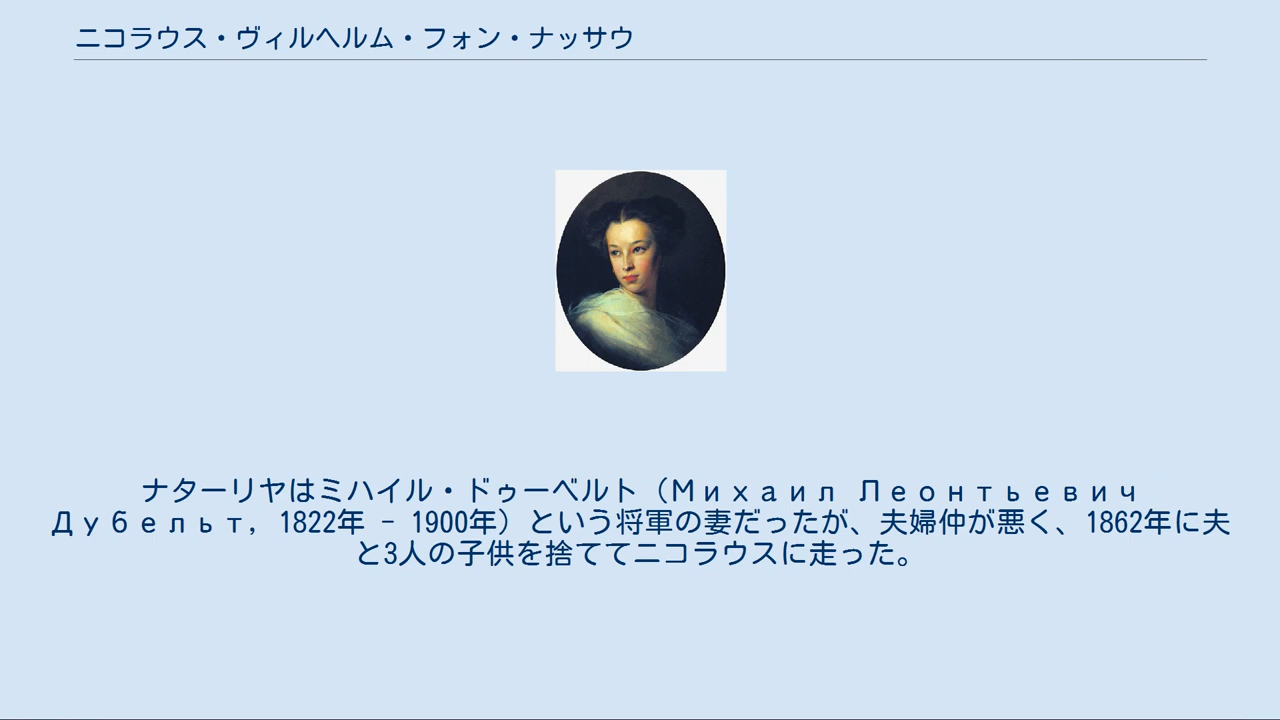 ニコラウス・ヴィルヘルム・フォン・ナッサウ
ナターリヤはミハイル・ドゥーベルト（Михаил Леонтьевич
Дубельт, 1822年 - 1900年）という将軍の妻だったが、夫婦仲が悪く、1862年に夫
と3人の子供を捨ててニコラウスに走った。